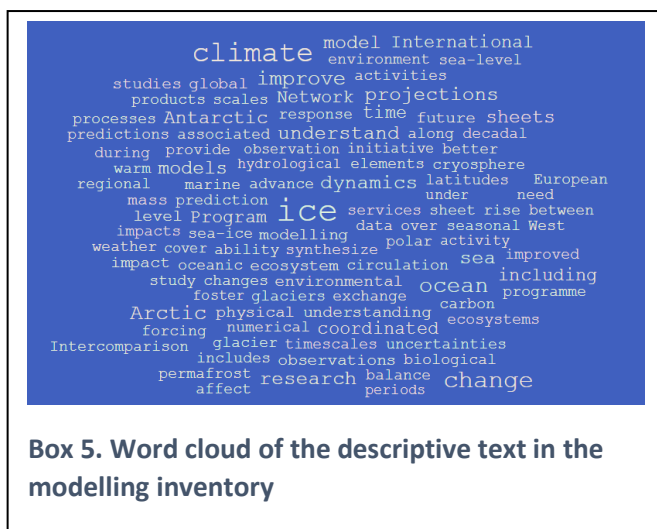 climate model International
environment sea-level
studies global improve activities
products scales Network projections
processes Antarctic response time future sheets
predictions associated understand along decadal
during provide observation initiative better
warm models hydrological elements cryosphere
regional marine advance dynamics latitudes European
under need
mass prediction ice services sheet rise between
level Program data over seasonal West
impacts sea-ice modelling polar activity
weather cover ability synthesize sea improved
impact oceanic ecosystem circulation including
study changes environmental ocean programme
foster glaciers exchange carbon
Arctic physical understanding ecosystems
forcing numerical coordinated
Intercomparison glacier timescales uncertainties
includes observations biological
permafrost research balance change
affect periods
Box 5. Word cloud of the descriptive text in the
modelling inventory